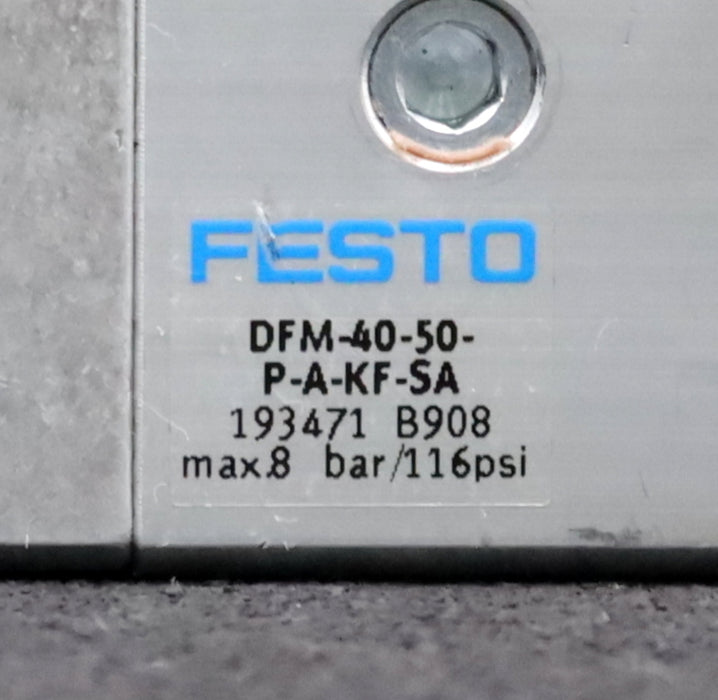 FESTO
DFM-40-50-
P-A-KF-SA
193471 B908
max.8 bar/116psi